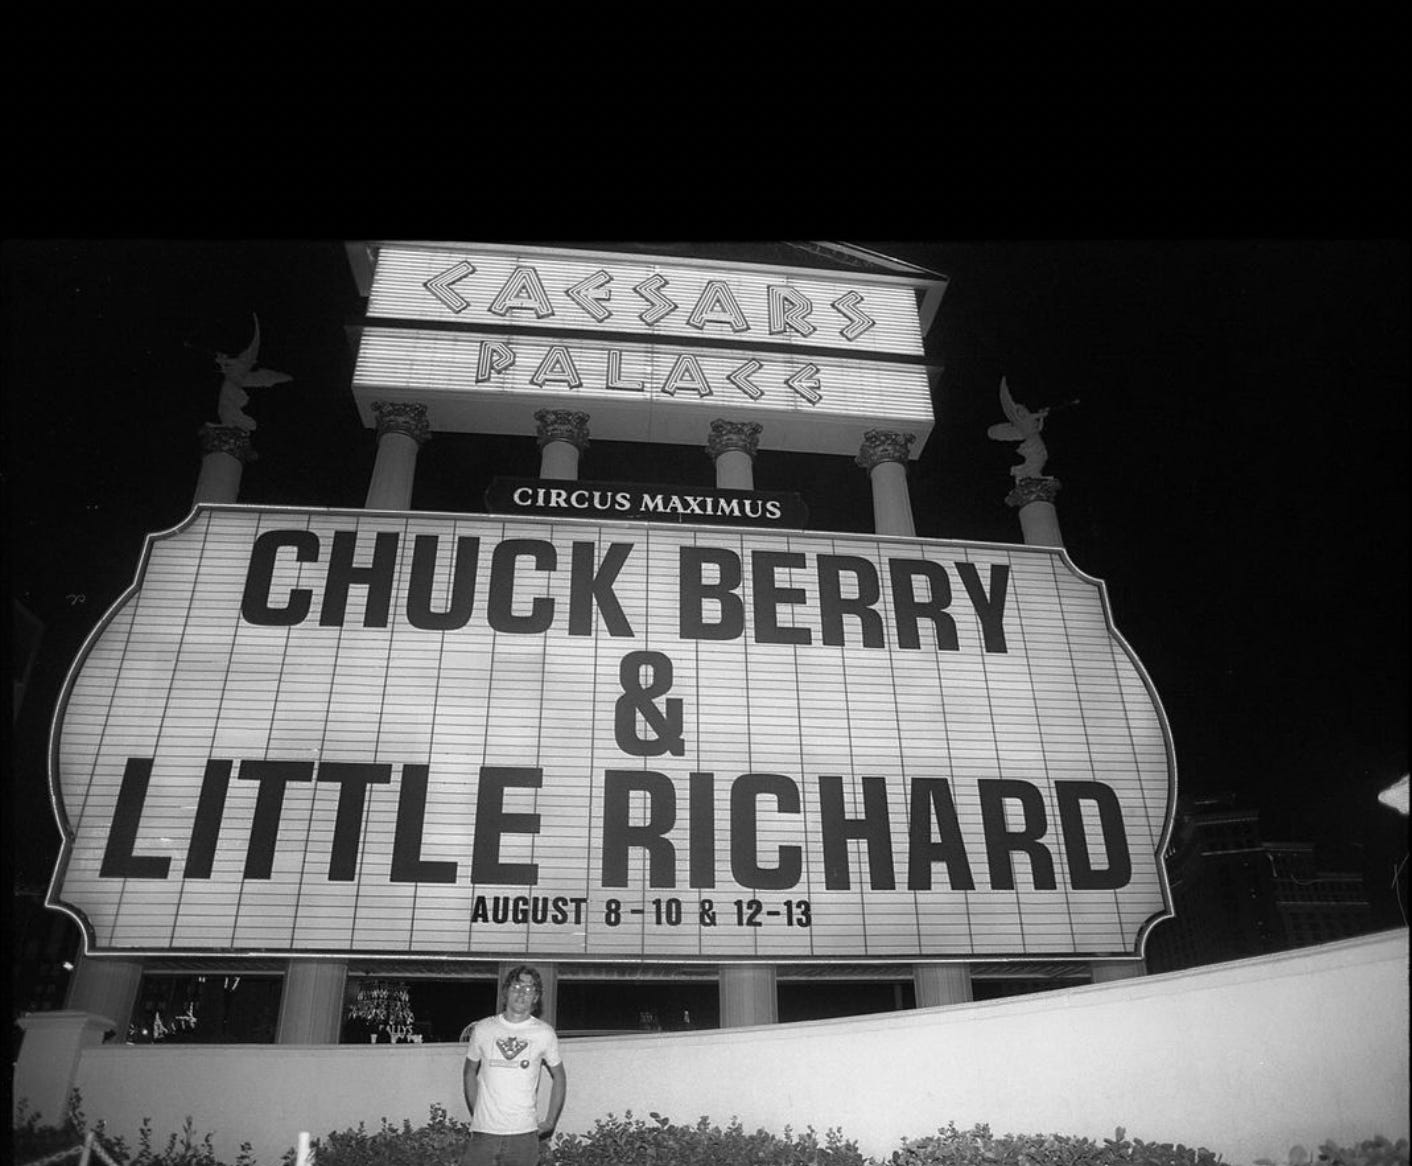 CAESARS
PALACE
CIRCUS MAXIMUS
CHUCK BERRY
&
LITTLE RICHARD
AUGUST 8-10 & 12-13